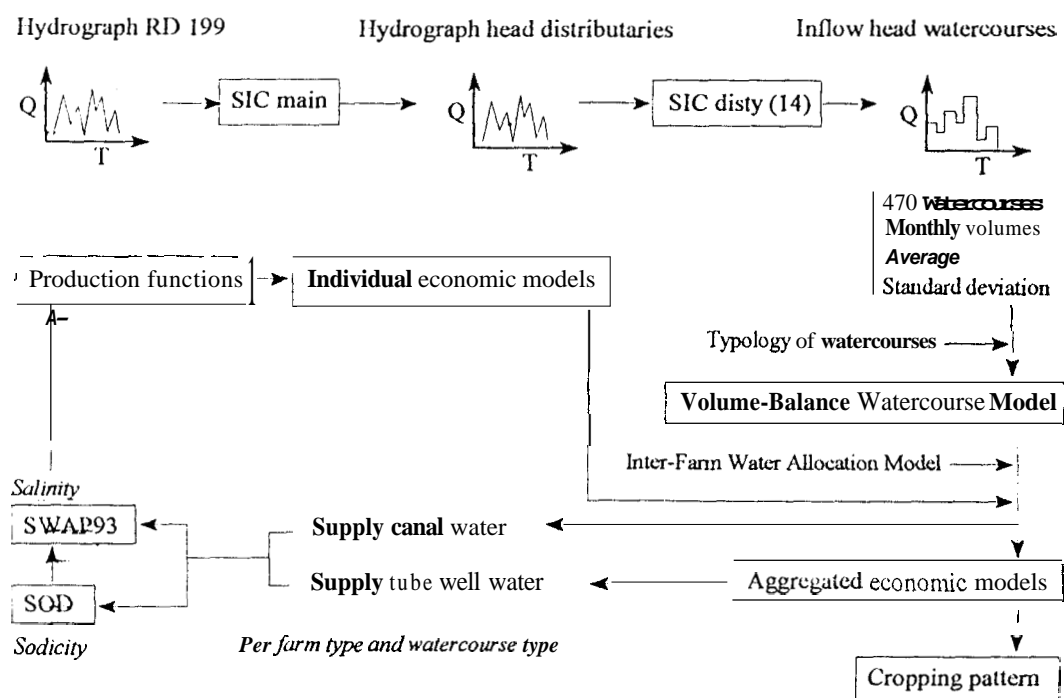 Hydrograph RD 199
Hydrograph head distributaries
Inflow head watercourses
Q
T
SIC main
Q
T
SIC disty (14)
Q
T
470 Watercourses
Monthly volumes
Average
Standard deviation
Production functions
Individual economic models
A-
Typology of watercourses
Volume-Balance Watercourse Model
Inter-Farm Water Allocation Model
Salinity
SWAP93
Supply canal water
Supply tube well water
Aggregated economic models
SOD
Sodicity
Per farm type and watercourse type
Cropping pattern